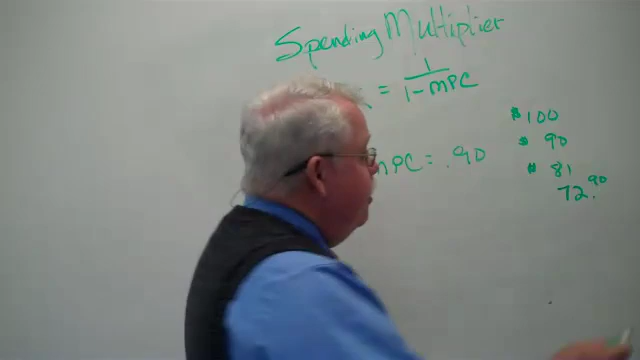 Spending Multiplier
= 1
1 - MPC
MPC = .90
$ 100
$ 90
$ 81
72.90